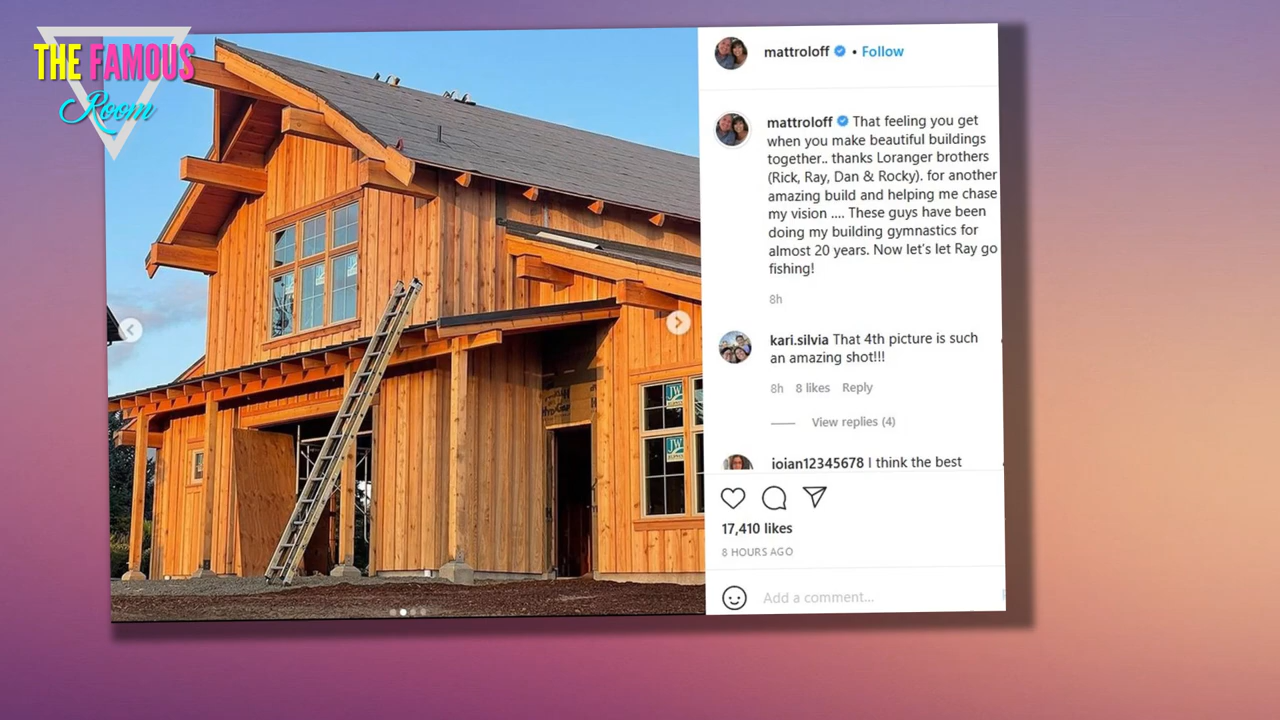 THE FAMOUS
Room
mattroloff • Follow
mattroloff That feeling you get
when you make beautiful buildings
together.. thanks Loranger brothers
(Rick, Ray, Dan & Rocky). for another
amazing build and helping me chase
my vision .... These guys have been
doing my building gymnastics for
almost 20 years. Now let's let Ray go
fishing!
8h
kari.silvia That 4th picture is such
an amazing shot!!!
8h 8 likes Reply
View replies (4)
ioian12345678 I think the best
17,410 likes
8 HOURS AGO
Add a comment...
JW
JW